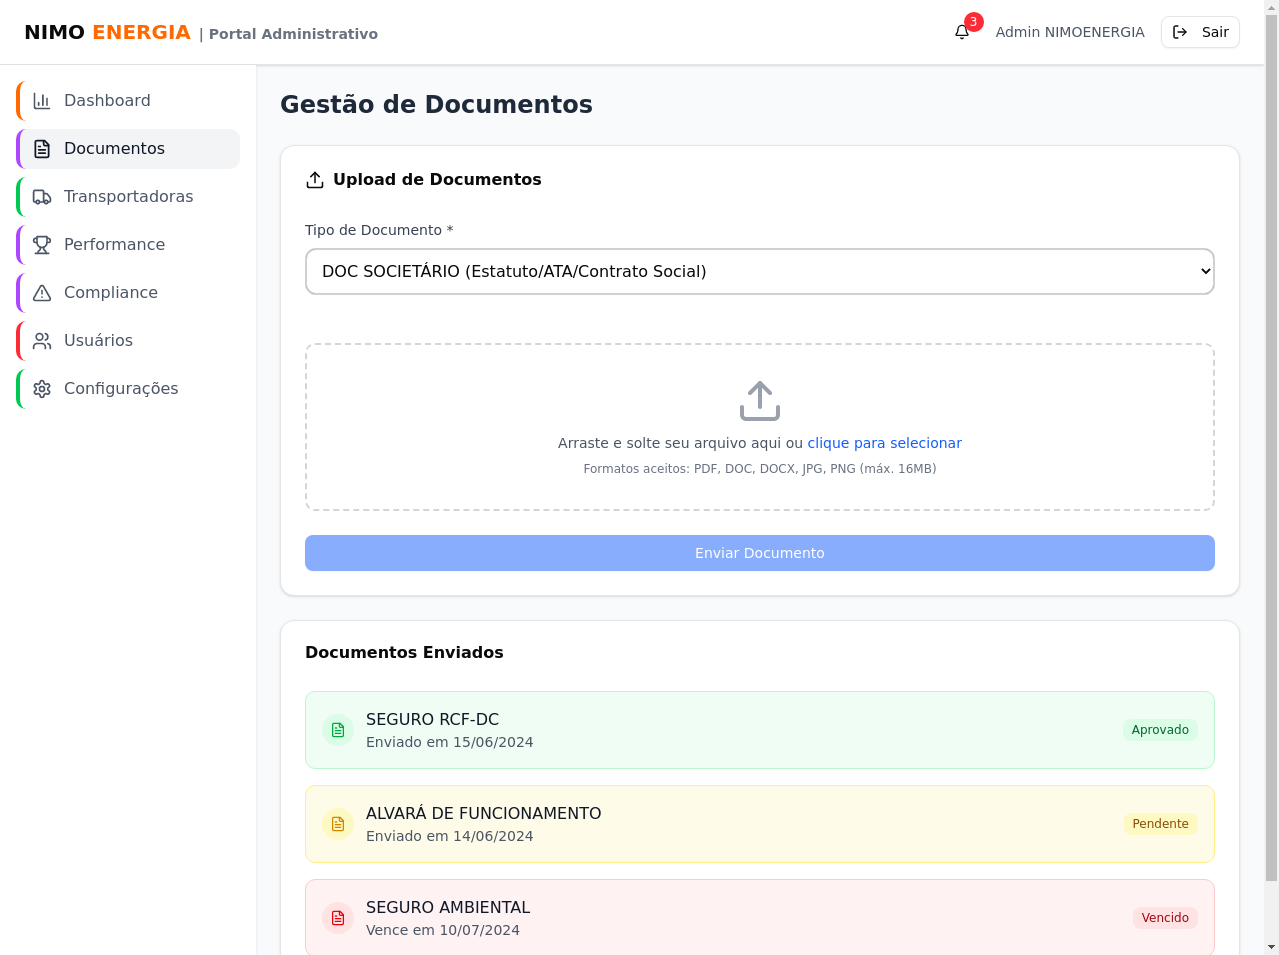 NIMO ENERGIA | Portal Administrativo
3
Admin NIMOENERGIA
Sair
Dashboard
Documentos
Transportadoras
Performance
Compliance
Usuários
Configurações
Gestão de Documentos
Upload de Documentos
Tipo de Documento *
DOC SOCIETÁRIO (Estatuto/ATA/Contrato Social)
Arraste e solte seu arquivo aqui ou clique para selecionar
Formatos aceitos: PDF, DOC, DOCX, JPG, PNG (máx. 16MB)
Enviar Documento
Documentos Enviados
SEGURO RCF-DC
Enviado em 15/06/2024
Aprovado
ALVARÁ DE FUNCIONAMENTO
Enviado em 14/06/2024
Pendente
SEGURO AMBIENTAL
Vence em 10/07/2024
Vencido